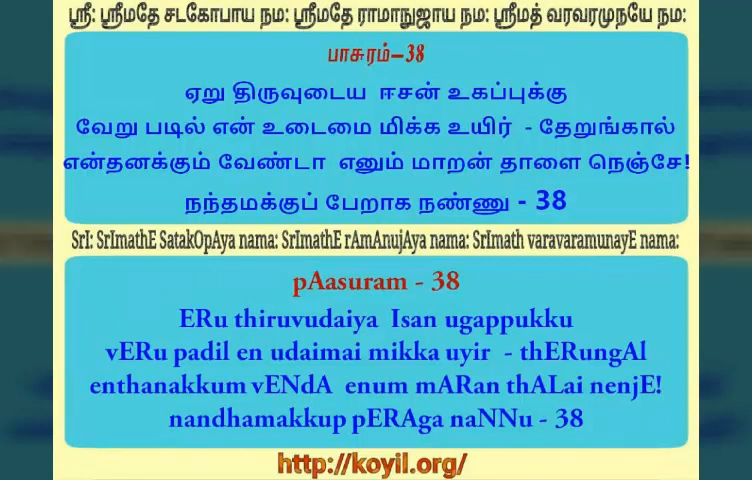 ஸ்ரீ: ஸ்ரீமதே சடகோபாய நம: ஸ்ரீமதே ராமாநுஜாய நம: ஸ்ரீமத் வரவரமுநயே நம:
பாசுரம்–38
ஏறு திருவுடைய ஈசன் உகப்புக்கு
வேறு படில் என் உடைமை மிக்க உயிர் - தேறுங்கால்
என்தனக்கும் வேண்டா எனும் மாறன் தாளை நெஞ்சே!
நந்தமக்குப் பேறாக நண்ணு - 38
SrI: SrImathE SatakOpAya nama: SrImathE rAmAnujAya nama: SrImath varavaramunayE nama:
pAasuram - 38
ERu thiruvudaiya Isan ugappukku
vERu padil en udaimai mikka uyir - thERungAl
enthanakkum vENdA enum mARan thALai nenjE!
nandhamakkup pERAga naNNu - 38
http://koyil.org/